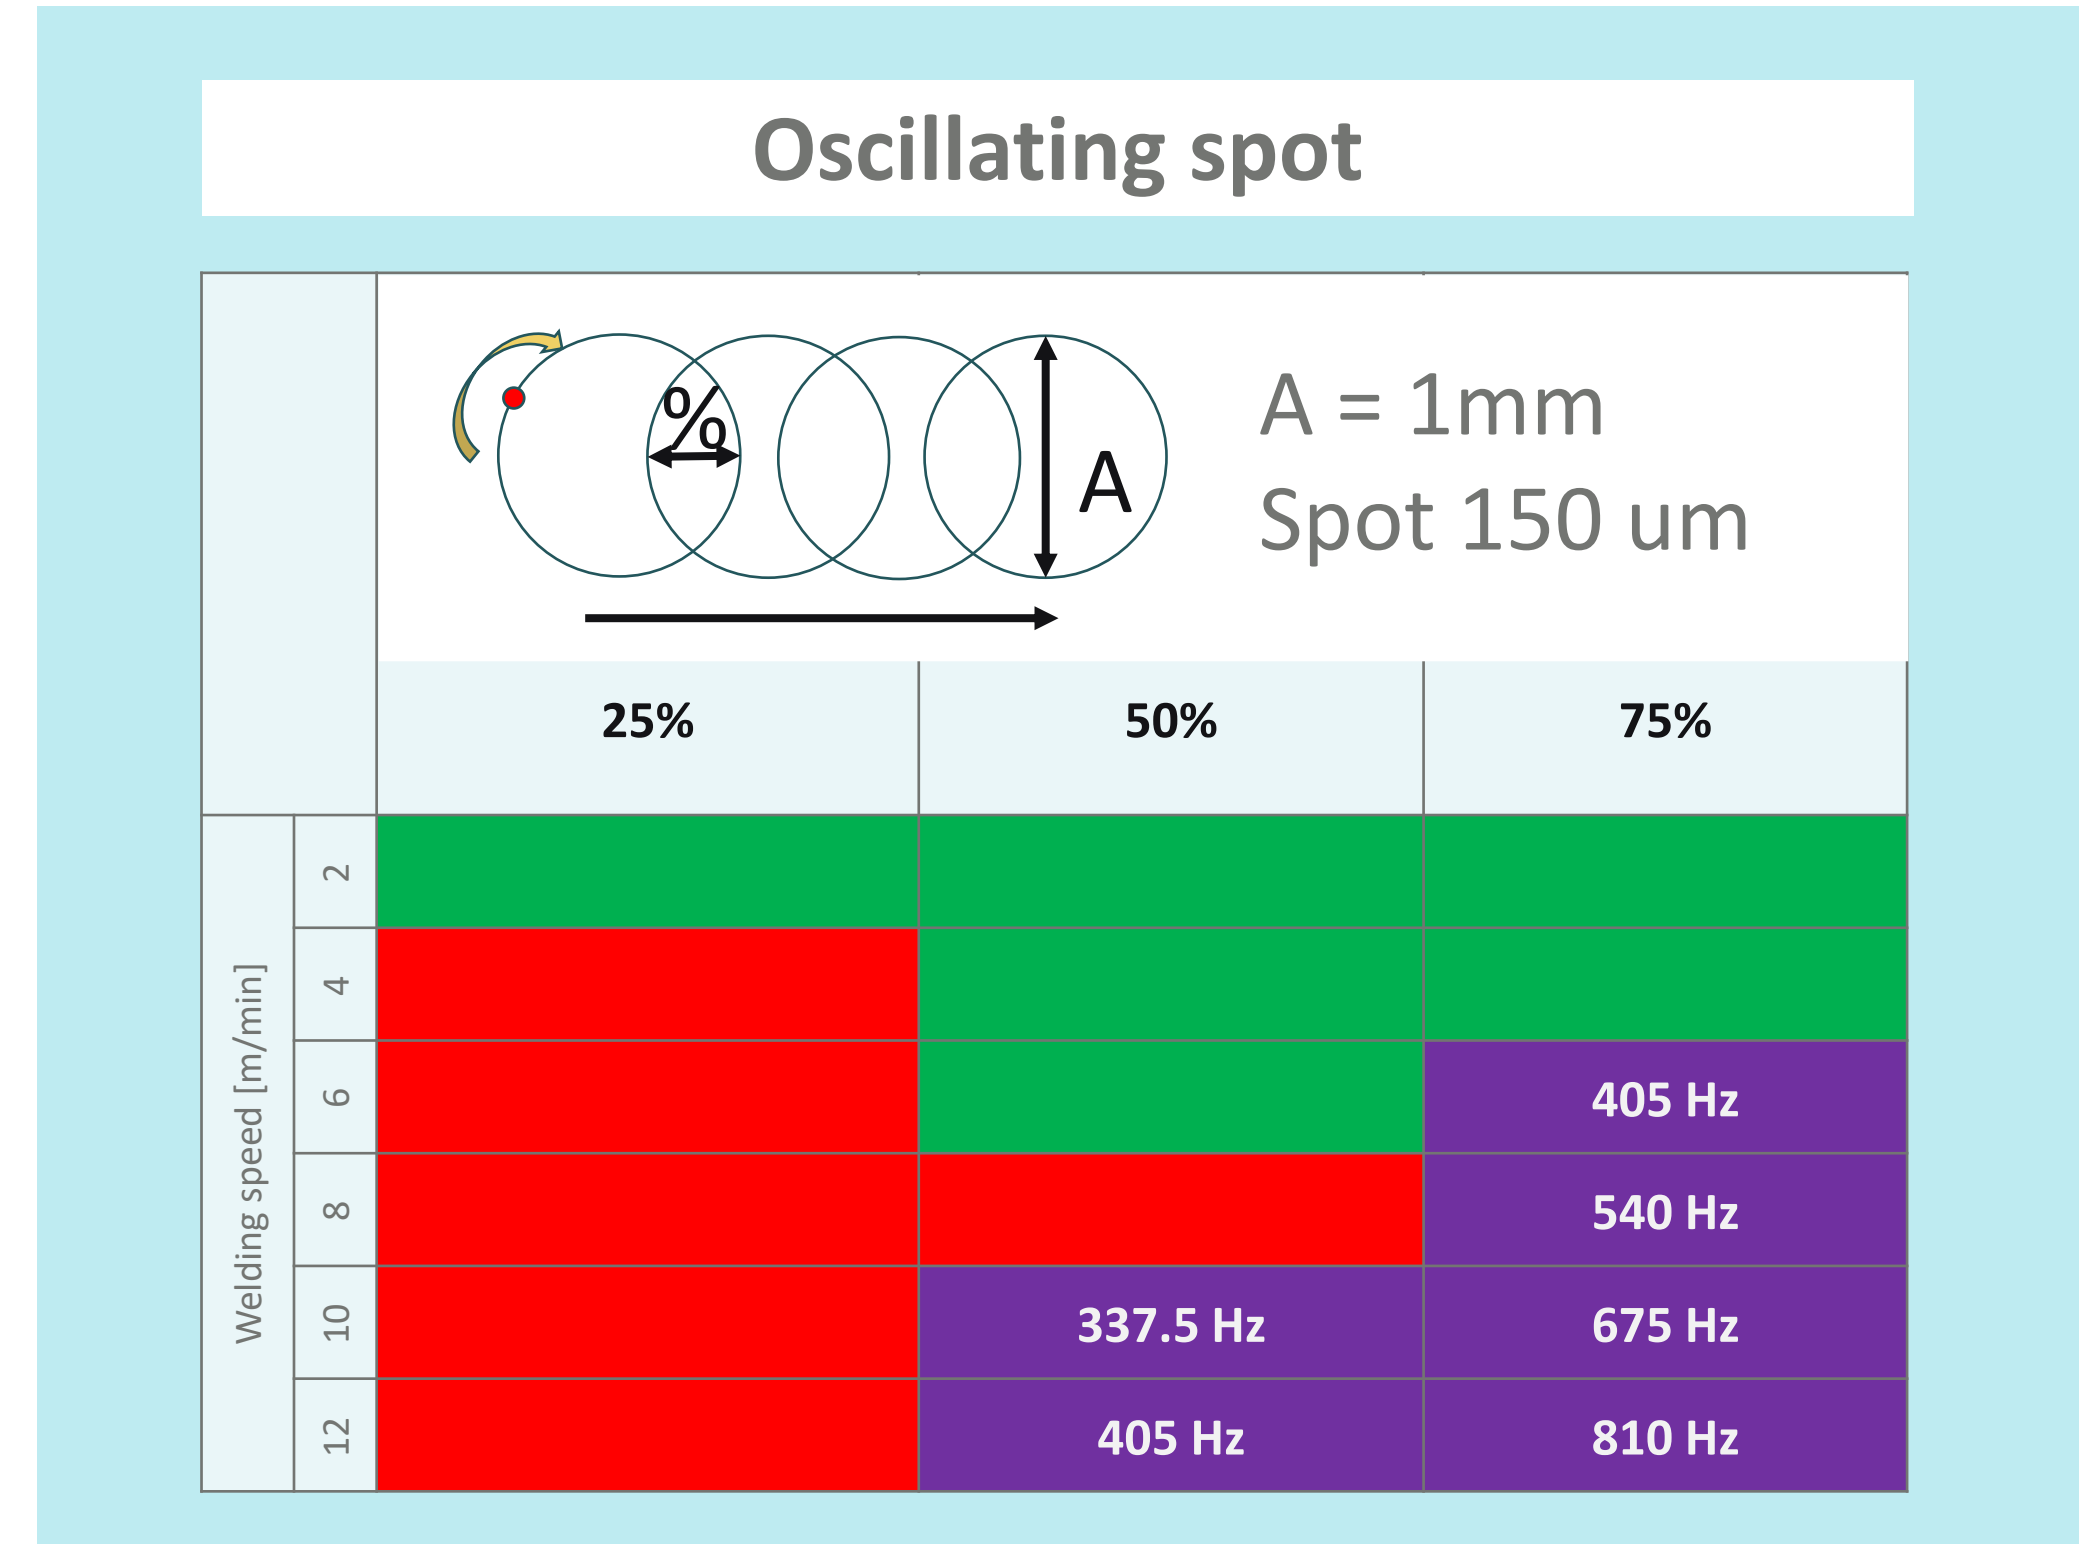 Oscillating spot
%
A
A = 1mm
Spot 150 um
25% 50% 75%
Welding speed [m/min]
2
4
6 405 Hz
8 540 Hz
10 337.5 Hz 675 Hz
12 405 Hz 810 Hz